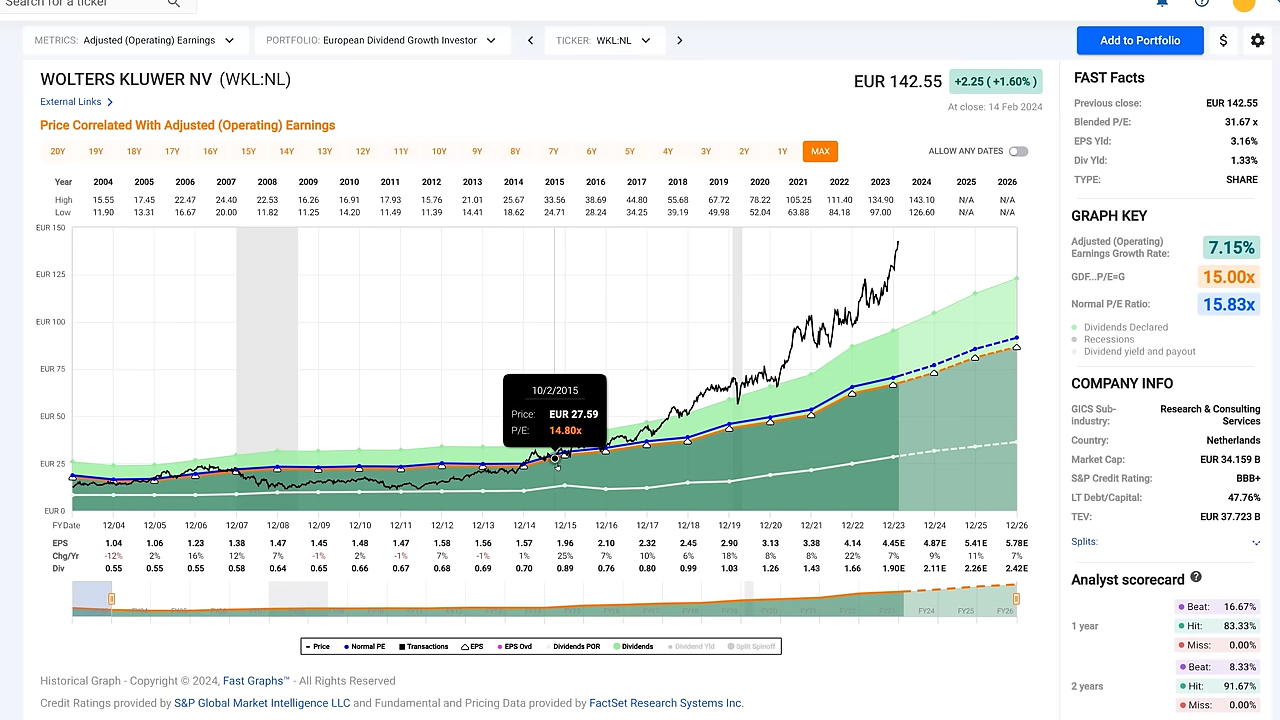 Search for a ticker
METRICS: Adjusted (Operating) Earnings PORTFOLIO: European Dividend Growth Investor TICKER: WKL:NL Add to Portfolio $
WOLTERS KLUWER NV (WKL:NL) EUR 142.55 +2.25 ( +1.60% )
External Links
At close: 14 Feb 2024
Price Correlated With Adjusted (Operating) Earnings
20Y 19Y 18Y 17Y 16Y 15Y 14Y 13Y 12Y 11Y 10Y 9Y 8Y 7Y 6Y 5Y 4Y 3Y 2Y 1Y MAX ALLOW ANY DATES
Year 2004 2005 2006 2007 2008 2009 2010 2011 2012 2013 2014 2015 2016 2017 2018 2019 2020 2021 2022 2023 2024 2025 2026
High 15.55 17.45 22.47 24.40 22.53 16.26 16.91 17.93 15.76 21.01 25.67 33.56 38.69 44.80 55.68 67.72 78.22 105.25 111.40 134.90 143.10 N/A N/A
Low 11.90 13.31 16.67 20.00 11.82 11.25 14.20 11.49 11.39 14.41 18.62 24.71 28.24 34.25 39.19 49.98 52.04 63.88 84.18 97.00 126.60 N/A N/A
EUR 150
EUR 125
EUR 100
EUR 75
EUR 50
EUR 25
EUR 0
10/2/2015
Price: EUR 27.59
P/E: 14.80x
FY Date 12/04 12/05 12/06 12/07 12/08 12/09 12/10 12/11 12/12 12/13 12/14 12/15 12/16 12/17 12/18 12/19 12/20 12/21 12/22 12/23 12/24 12/25 12/26
EPS 1.04 1.06 1.23 1.38 1.47 1.45 1.48 1.47 1.58 1.56 1.57 1.96 2.10 2.32 2.45 2.90 3.13 3.38 4.14 4.45E 4.87E 5.41E 5.78E
Chg/Yr -12% 2% 16% 12% 7% -1% 2% -1% 7% -1% 1% 25% 7% 10% 6% 18% 8% 8% 22% 7% 9% 11% 7%
Div 0.55 0.55 0.55 0.58 0.64 0.65 0.66 0.67 0.68 0.69 0.70 0.89 0.76 0.80 0.99 1.03 1.26 1.43 1.66 1.90E 2.11E 2.26E 2.42E
FY24 FY25 FY26
Price Normal PE Transactions EPS EPS Ovd Dividends POR Dividends Dividend Yld Split Spinoff
Historical Graph - Copyright © 2024, Fast Graphs™ - All Rights Reserved
Credit Ratings provided by S&P Global Market Intelligence LLC and Fundamental and Pricing Data provided by FactSet Research Systems Inc.
FAST Facts
Previous close: EUR 142.55
Blended P/E: 31.67 x
EPS Yld: 3.16%
Div Yld: 1.33%
TYPE: SHARE
GRAPH KEY
Adjusted (Operating)
Earnings Growth Rate: 7.15%
GDF...P/E=G 15.00x
Normal P/E Ratio: 15.83x
Dividends Declared
Recessions
Dividend yield and payout
COMPANY INFO
GICS Sub-
industry: Research & Consulting
Services
Country: Netherlands
Market Cap: EUR 34.159 B
S&P Credit Rating: BBB+
LT Debt/Capital: 47.76%
TEV: EUR 37.723 B
Splits:
Analyst scorecard ?
1 year
Beat: 16.67%
Hit: 83.33%
Miss: 0.00%
2 years
Beat: 8.33%
Hit: 91.67%
Miss: 0.00%